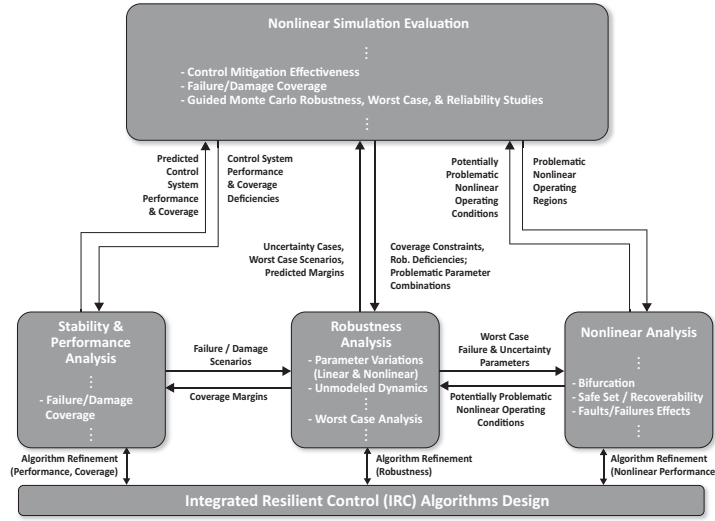 Nonlinear Simulation Evaluation
⋮
- Control Mitigation Effectiveness
- Failure/Damage Coverage
- Guided Monte Carlo Robustness, Worst Case, & Reliability Studies
⋮
Predicted
Control
System
Performance
& Coverage
Control System
Performance
& Coverage
Deficiencies
Potentially
Problematic
Nonlinear
Operating
Conditions
Problematic
Nonlinear
Operating
Regions
Uncertainty Cases,
Worst Case Scenarios,
Predicted Margins
Coverage Constraints,
Rob. Deficiencies;
Problematic Parameter
Combinations
Stability &
Performance
Analysis
⋮
- Failure/Damage
Coverage
⋮
Failure / Damage
Scenarios
Coverage Margins
Robustness
Analysis
- Parameter Variations
(Linear & Nonlinear)
- Unmodeled Dynamics
⋮
- Worst Case Analysis
⋮
Worst Case
Failure & Uncertainty
Parameters
Potentially Problematic
Nonlinear Operating
Conditions
Nonlinear Analysis
⋮
- Bifurcation
- Safe Set / Recoverability
- Faults/Failures Effects
⋮
Algorithm Refinement
(Performance, Coverage)
Algorithm Refinement
(Robustness)
Algorithm Refinement
(Nonlinear Performance
Integrated Resilient Control (IRC) Algorithms Design